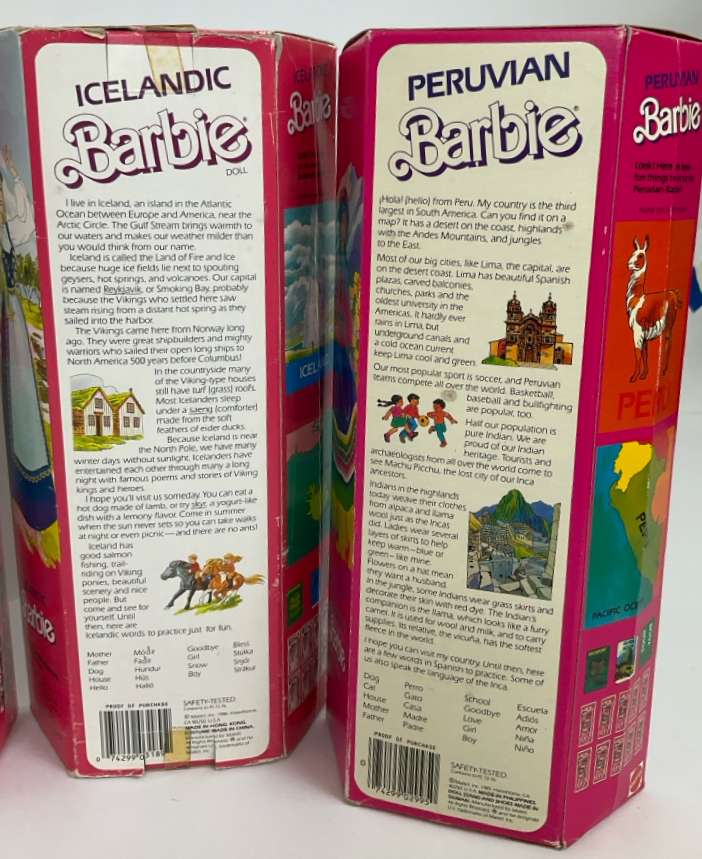 ICELANDIC
Barbie®
DOLL
I live in Iceland, an island in the Atlantic
Ocean between Europe and America, near the
Arctic Circle. The Gulf Stream brings warmth to
our waters and makes our weather milder than
you would think from our name.
Iceland is called the Land of Fire and Ice
because huge ice fields lie next to spouting
geysers, hot springs, and volcanoes. Our capital
is named Reykjavik, or Smoking Bay, probably
because the Vikings who settled here saw
steam rising from a distant hot spring as they
sailed into the harbor.
The Vikings came here from Norway long
ago. They were great shipbuilders and mighty
warriors who sailed their open long ships to
North America 500 years before Columbus!
In the countryside many
of the Viking-type houses
still have turf (grass) roofs.
Most Icelanders sleep
under a saeng (comforter)
made from the soft
feathers of eider ducks.
Because Iceland is near
the North Pole, we have many
winter days without sunlight. Icelanders have
entertained each other through many a long
night with famous poems and stories of Viking
kings and heroes.
I hope you'll visit us someday. You can eat a
hot dog made of lamb, or try skyr, a yogurt-like
dish with a lemony flavor. Come in summer
when the sun never sets so you can take walks
at night or even picnic—and there are no ants!
Iceland has
good salmon
fishing, trail-
riding on Viking
ponies, beautiful
scenery and nice
people. But
come and see for
yourself. Until
then, here are
Icelandic words to practice just for fun.
Mother Móðir Goodbye Bless
Father Faðir Girl Stúlka
Dog Hundur Snow Snjór
House Hús Boy Strákur
Hello Halló
PROOF OF PURCHASE
SAFETY-TESTED.
MADE IN HONG KONG.
0 74299 03189
Barbie
ICEL
Barbie
PERUVIAN
Barbie®
¡Hola! (hello) from Peru. My country is the third
largest in South America. Can you find it on a
map? It has a desert on the coast, highlands
with the Andes Mountains, and jungles
to the East.
Most of our big cities, like Lima, the capital, are
on the desert coast. Lima has beautiful Spanish
plazas, carved balconies,
churches, parks and the
oldest university in the
Americas. It hardly ever
rains in Lima, but
underground canals and
a cold ocean current
keep Lima cool and green.
Our most popular sport is soccer, and Peruvian
teams compete all over the world. Basketball,
baseball and bullfighting
are popular, too.
Half our population is
pure Indian. We are
proud of our Indian
heritage. Tourists and
archaeologists from all over the world come to
see Machu Picchu, the lost city of our Inca
ancestors.
Indians in the highlands
today weave their clothes
from alpaca and llama
wool just as the Incas
did. Ladies wear several
layers of skirts to help
keep warm—blue or
green—like mine.
Flowers on a hat mean
they want a husband.
In the jungle, some Indians wear grass skirts and
decorate their skin with red dye. The Indian's
companion is the llama, which looks like a furry
camel. It is used for wool and milk, and to carry
supplies. Its relative, the vicuña, has the softest
fleece in the world.
I hope you can visit my country. Until then, here
are a few words in Spanish to practice. Some of
us also speak the language of the Inca.
Dog Perro School Escuela
Cat Gato Goodbye Adiós
House Casa Love Amor
Mother Madre Girl Niña
Father Padre Boy Niño
PROOF OF PURCHASE
SAFETY-TESTED.
0 74299 02995
PERUVIAN
Barbie
fun things
Peruvian Barbie
PE
PE
PACIFIC OC